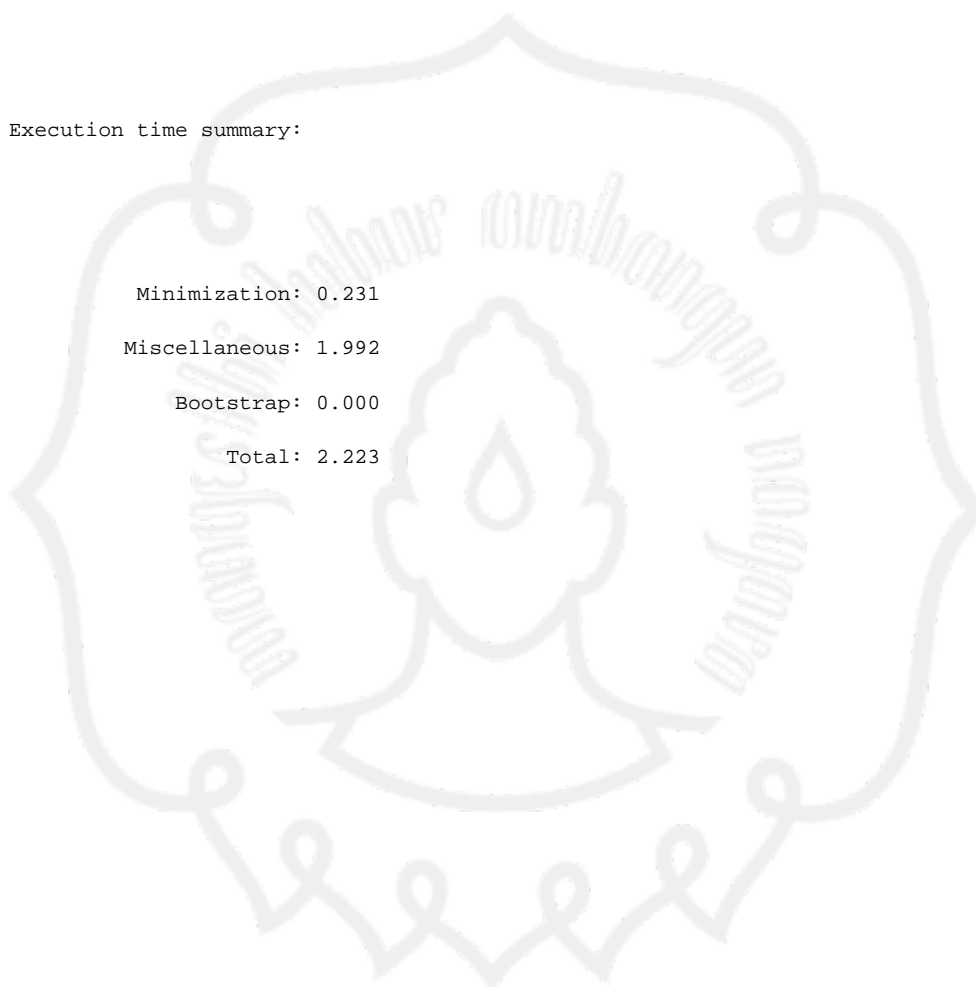 Execution time summary:
Minimization: 0.231
Miscellaneous: 1.992
Bootstrap: 0.000
Total: 2.223